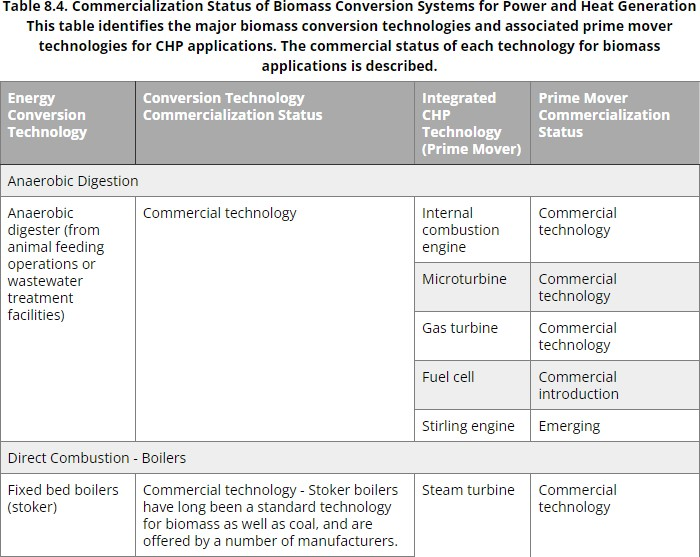 Table 8.4. Commercialization Status of Biomass Conversion Systems for Power and Heat Generation
This table identifies the major biomass conversion technologies and associated prime mover
technologies for CHP applications. The commercial status of each technology for biomass
applications is described.
Energy
Conversion
Technology
Conversion Technology
Commercialization Status
Integrated
CHP
Technology
(Prime Mover)
Prime Mover
Commercialization
Status
Anaerobic Digestion
Anaerobic
digester (from
animal feeding
operations or
wastewater
treatment
facilities)
Commercial technology
Internal
combustion
engine
Commercial
technology
Microturbine
Commercial
technology
Gas turbine
Commercial
technology
Fuel cell
Commercial
introduction
Stirling engine
Emerging
Direct Combustion - Boilers
Fixed bed boilers
(stoker)
Commercial technology - Stoker boilers
have long been a standard technology
for biomass as well as coal, and are
offered by a number of manufacturers.
Steam turbine
Commercial
technology